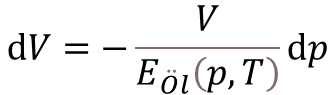 dV = − V / E_Öl(p, T) dp